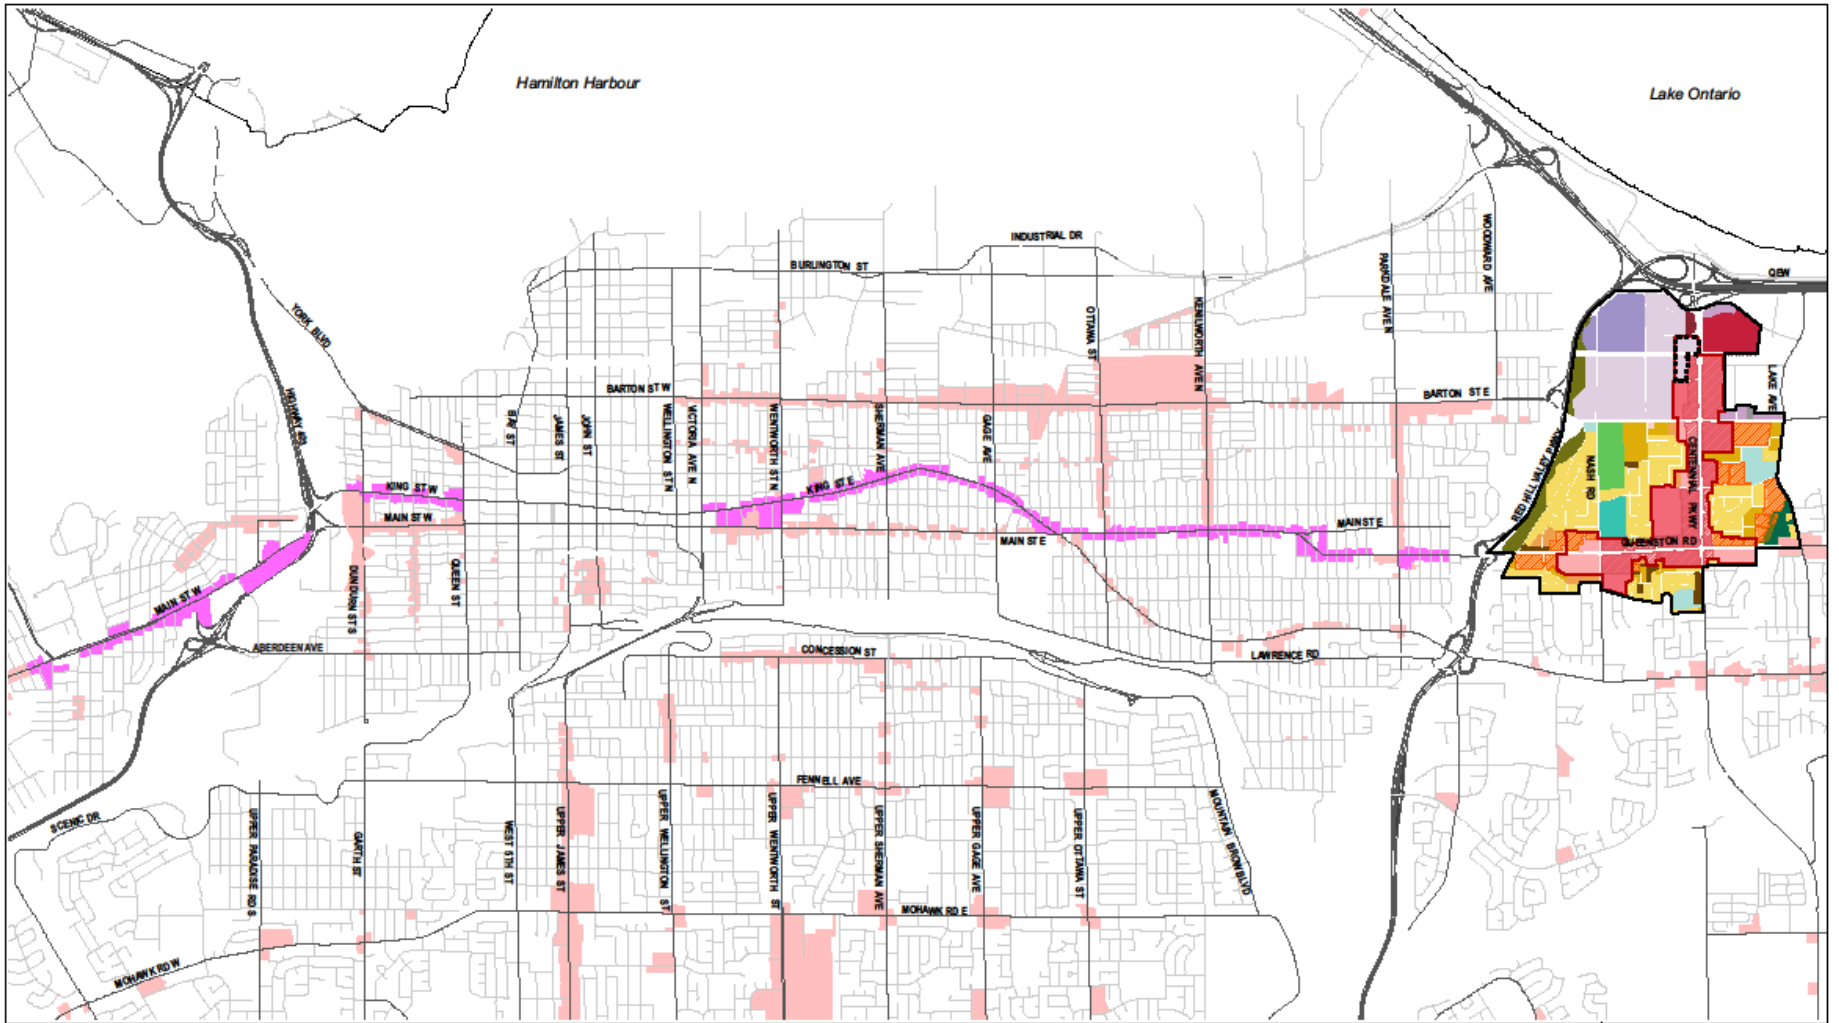 Hamilton Harbour
Lake Ontario
INDUSTRIAL DR
BURLINGTON ST
WOODWARD AVE
PARKDALE AVE N
QBW
YORK BLVD
OTTAWA ST
KENILWORTH AVE N
HIGHWAY 403
BARTON ST W
BARTON ST E
LAKE AVE
BAY ST
JAMES ST
JOHN ST
WELLINGTON ST N
VICTORIA AVE N
WENTWORTH ST N
SHERMAN AVE
GAGE AVE
RED HILL VALLEY PKWY
NASH RD
CENTENNIAL PKWY
KING ST W
KING ST E
MAIN ST W
MAIN ST E
MAIN ST E
QUEENSTON RD
MAIN ST W
DUNDURN ST S
QUEEN ST
ABERDEEN AVE
CONCESSION ST
LAWRENCE RD
FENNELL AVE
SCENIC DR
UPPER PARADISE RD S
GARTH ST
WEST 5TH ST
UPPER JAMES ST
UPPER WELLINGTON ST
UPPER WENTWORTH ST
UPPER SHERMAN AVE
UPPER GAGE AVE
UPPER OTTAWA ST
MOUNTAIN BROW BLVD
MOHAWK RD E
MOHAWK RD W